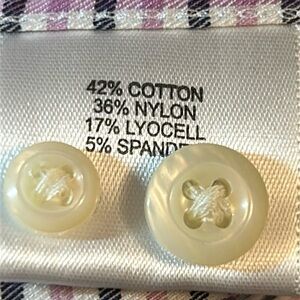 42% COTTON
36% NYLON
17% LYOCELL
5% SPANDE